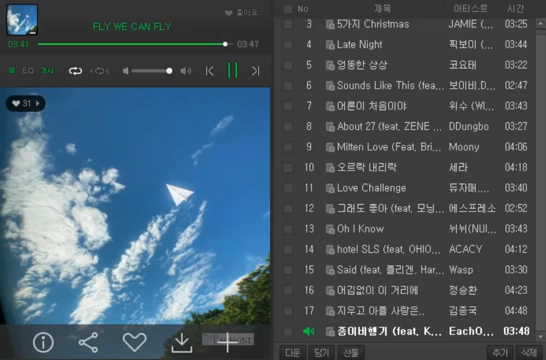 ♥ 좋아요
FLY WE CAN FLY
03:41
03:47
EQ 가사
♥ 31
No 제목 아티스트 시간
3 5가지 Christmas JAMIE (... 03:25
4 Late Night 픽보이 (... 03:44
5 엉뚱한 상상 코요태 03:22
6 Sounds Like This (fea... 보이비,D... 02:47
7 어른이 처음이야 위수 (WI... 03:43
8 About 27 (feat, ZENE ... DDungbo 03:27
9 Mitten Love (Feat, Bri... Moony 04:06
10 오르락 내리락 세라 04:18
11 Love Challenge 듀자매.... 03:40
12 그래도 좋아 (feat, 모닝... 에스프레소 02:52
13 Oh I Know 뉘뉘(NUI... 03:43
14 hotel SLS (feat, OHIO... ACACY 04:12
15 Said (feat, 플리겐, Har... Wasp 03:30
16 머김없이 이 거리에 정승환 04:23
17 지우고 아플 사랑은.. 김종국 04:48
종이비행기 (feat, K... EachO... 03:48
다운 담기 선물 추가 삭제